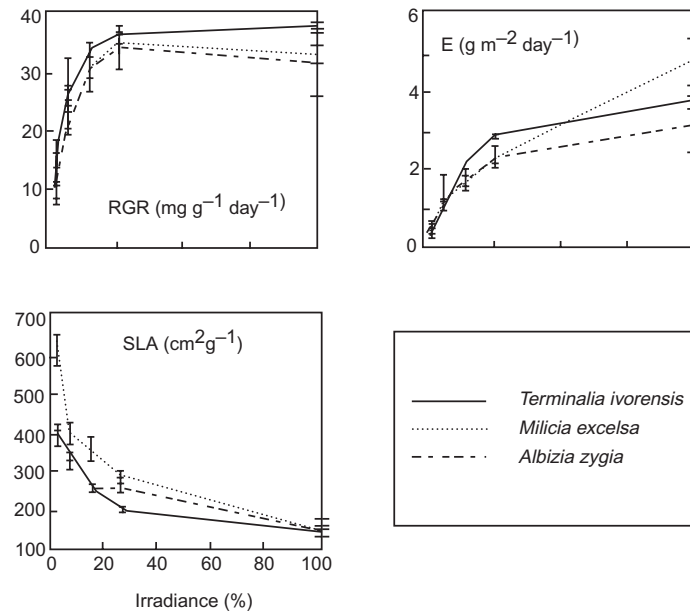 40
30
20
10
0
RGR (mg g–1 day–1)
6
4
2
0
E (g m–2 day–1)
700
600
500
400
300
200
100
SLA (cm2g–1)
0 20 40 60 80 100
Irradiance (%)
Terminalia ivorensis
Milicia excelsa
Albizia zygia